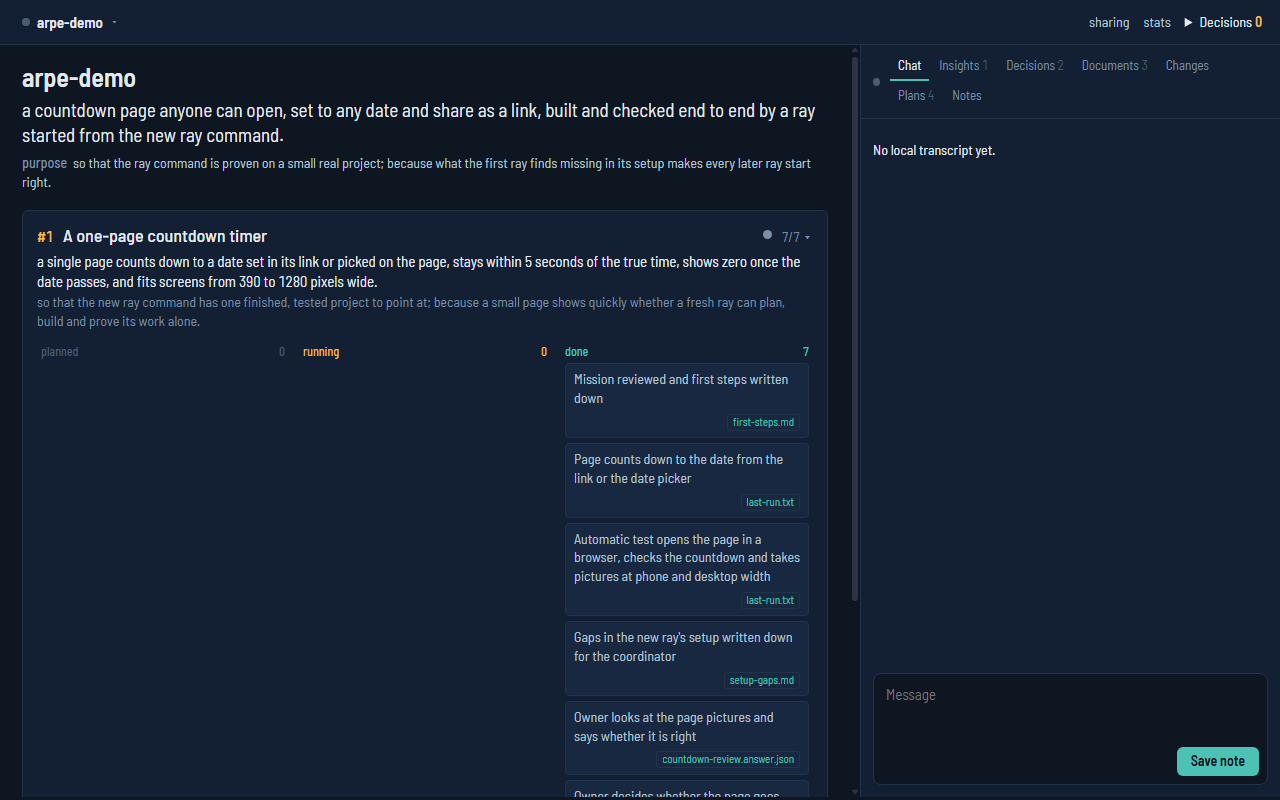 arpe-demo
sharing stats ▶ Decisions 0
arpe-demo
a countdown page anyone can open, set to any date and share as a link, built and checked end to end by a ray
started from the new ray command.
purpose so that the ray command is proven on a small real project; because what the first ray finds missing in its setup makes every later ray start
right.
#1 A one-page countdown timer 7/7
a single page counts down to a date set in its link or picked on the page, stays within 5 seconds of the true time, shows zero once the
date passes, and fits screens from 390 to 1280 pixels wide.
so that the new ray command has one finished, tested project to point at; because a small page shows quickly whether a fresh ray can plan,
build and prove its work alone.
planned 0 running 0 done 7
Mission reviewed and first steps written
down
first-steps.md
Page counts down to the date from the
link or the date picker
last-run.txt
Automatic test opens the page in a
browser, checks the countdown and takes
pictures at phone and desktop width
last-run.txt
Gaps in the new ray's setup written down
for the coordinator
setup-gaps.md
Owner looks at the page pictures and
says whether it is right
countdown-review.answer.json
Owner decides whether the page goes
Chat Insights 1 Decisions 2 Documents 3 Changes
Plans 4 Notes
No local transcript yet.
Message
Save note